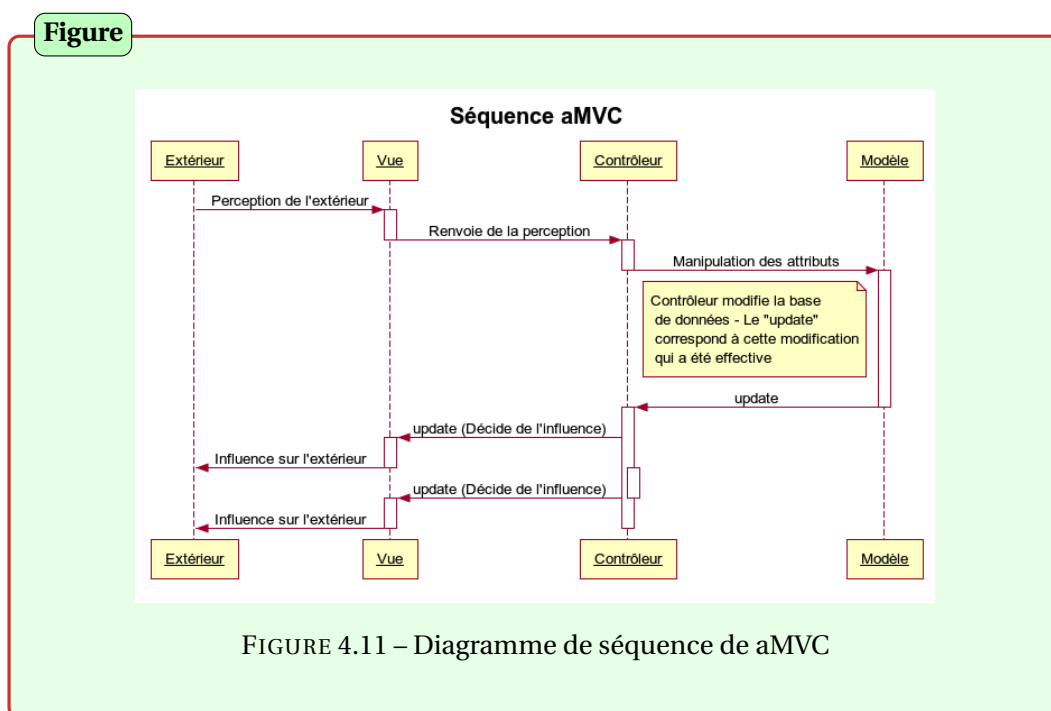 Figure
Séquence aMVC
Extérieur Vue Contrôleur Modèle
Perception de l'extérieur
Renvoie de la perception
Manipulation des attributs
Contrôleur modifie la base
de données - Le "update"
correspond à cette modification
qui a été effective
update
update (Décide de l'influence)
Influence sur l'extérieur
update (Décide de l'influence)
Influence sur l'extérieur
Extérieur Vue Contrôleur Modèle
FIGURE 4.11 – Diagramme de séquence de aMVC